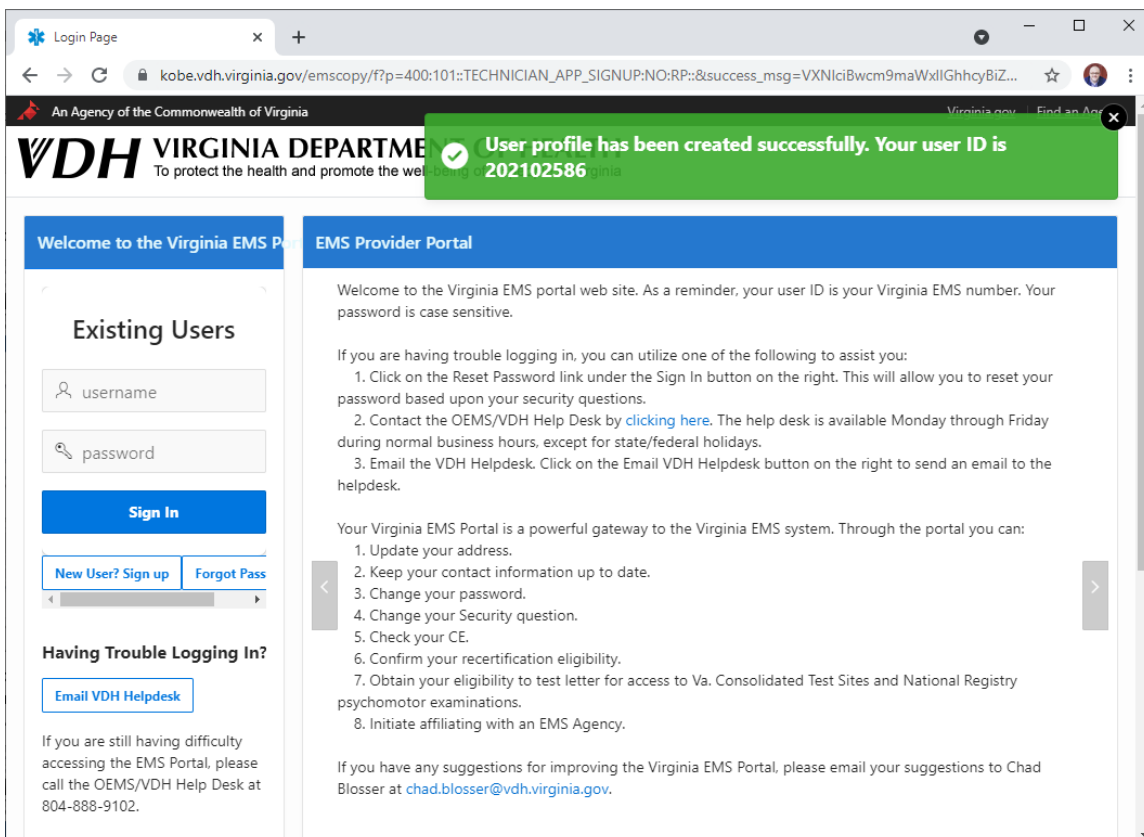 Login Page
kobe.vdh.virginia.gov/emscopy/f?p=400:101::TECHNICIAN_APP_SIGNUP:NO:RP::&success_msg=VXNlciBwcm9maWxlIGhhcyBiZ...
An Agency of the Commonwealth of Virginia
Virginia.gov | Find an Age
VDH VIRGINIA DEPARTMENT OF HEALTH
To protect the health and promote the well-being of all people in Virginia
User profile has been created successfully. Your user ID is
202102586
Welcome to the Virginia EMS Por
Existing Users
username
password
Sign In
New User? Sign up
Forgot Pass
Having Trouble Logging In?
Email VDH Helpdesk
If you are still having difficulty
accessing the EMS Portal, please
call the OEMS/VDH Help Desk at
804-888-9102.
EMS Provider Portal
Welcome to the Virginia EMS portal web site. As a reminder, your user ID is your Virginia EMS number. Your
password is case sensitive.
If you are having trouble logging in, you can utilize one of the following to assist you:
1. Click on the Reset Password link under the Sign In button on the right. This will allow you to reset your
password based upon your security questions.
2. Contact the OEMS/VDH Help Desk by clicking here. The help desk is available Monday through Friday
during normal business hours, except for state/federal holidays.
3. Email the VDH Helpdesk. Click on the Email VDH Helpdesk button on the right to send an email to the
helpdesk.
Your Virginia EMS Portal is a powerful gateway to the Virginia EMS system. Through the portal you can:
1. Update your address.
2. Keep your contact information up to date.
3. Change your password.
4. Change your Security question.
5. Check your CE.
6. Confirm your recertification eligibility.
7. Obtain your eligibility to test letter for access to Va. Consolidated Test Sites and National Registry
psychomotor examinations.
8. Initiate affiliating with an EMS Agency.
If you have any suggestions for improving the Virginia EMS Portal, please email your suggestions to Chad
Blosser at chad.blosser@vdh.virginia.gov.